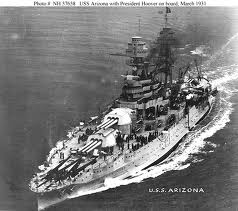 Photo # NH 57658 USS Arizona with President Hoover on board, March 1931
U.S.S. ARIZONA